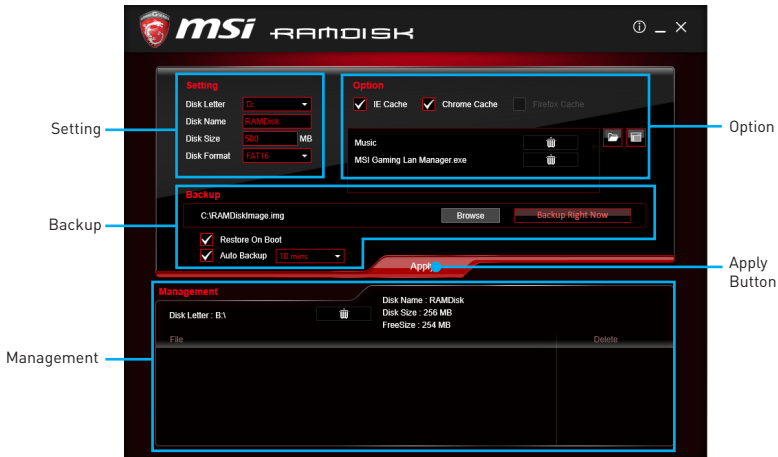 msi RAMDISK
Setting
Disk Letter D:
Disk Name RAMDisk
Disk Size 500 MB
Disk Format FAT16
Option
IE Cache Chrome Cache Firefox Cache
Music
MSI Gaming Lan Manager.exe
Backup
C:\RAMDiskImage.img Browse Backup Right Now
Restore On Boot
Auto Backup 10 mins
Apply
Management
Disk Letter : B:\
Disk Name : RAMDisk
Disk Size : 256 MB
FreeSize : 254 MB
File Delete
Setting
Backup
Management
Option
Apply
Button